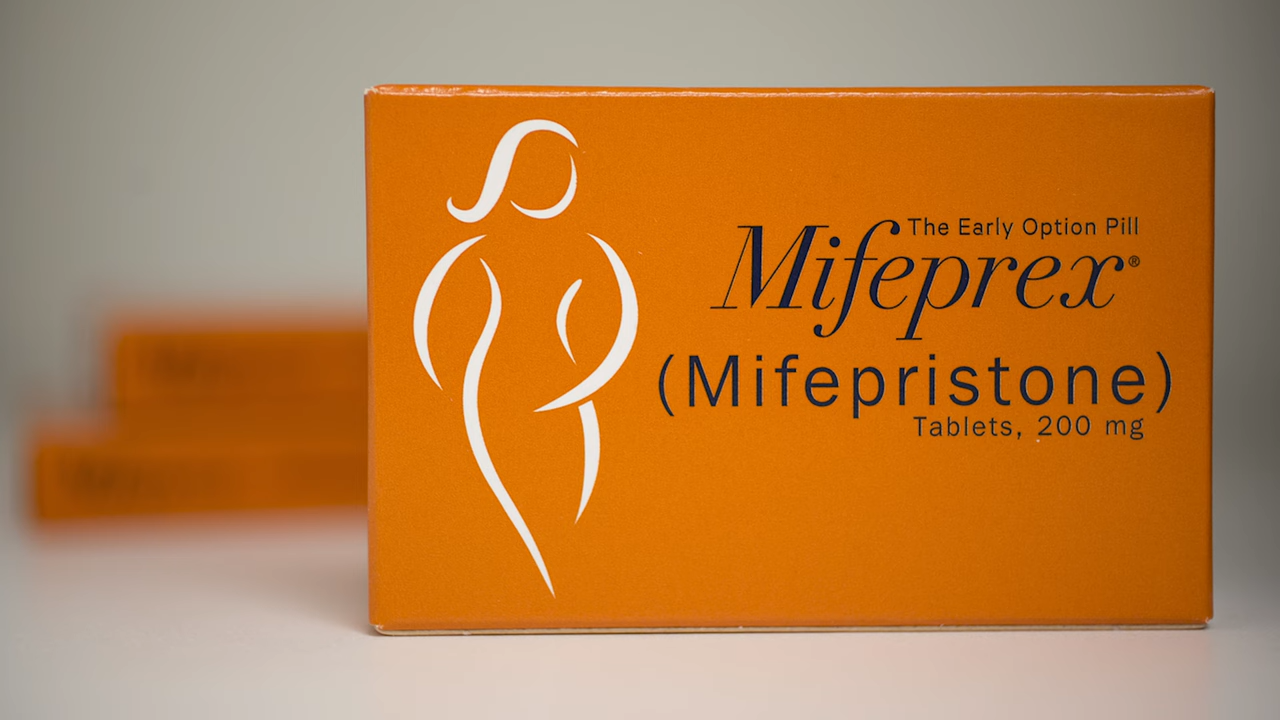 The Early Option Pill
Mifeprex®
(Mifepristone)
Tablets, 200 mg